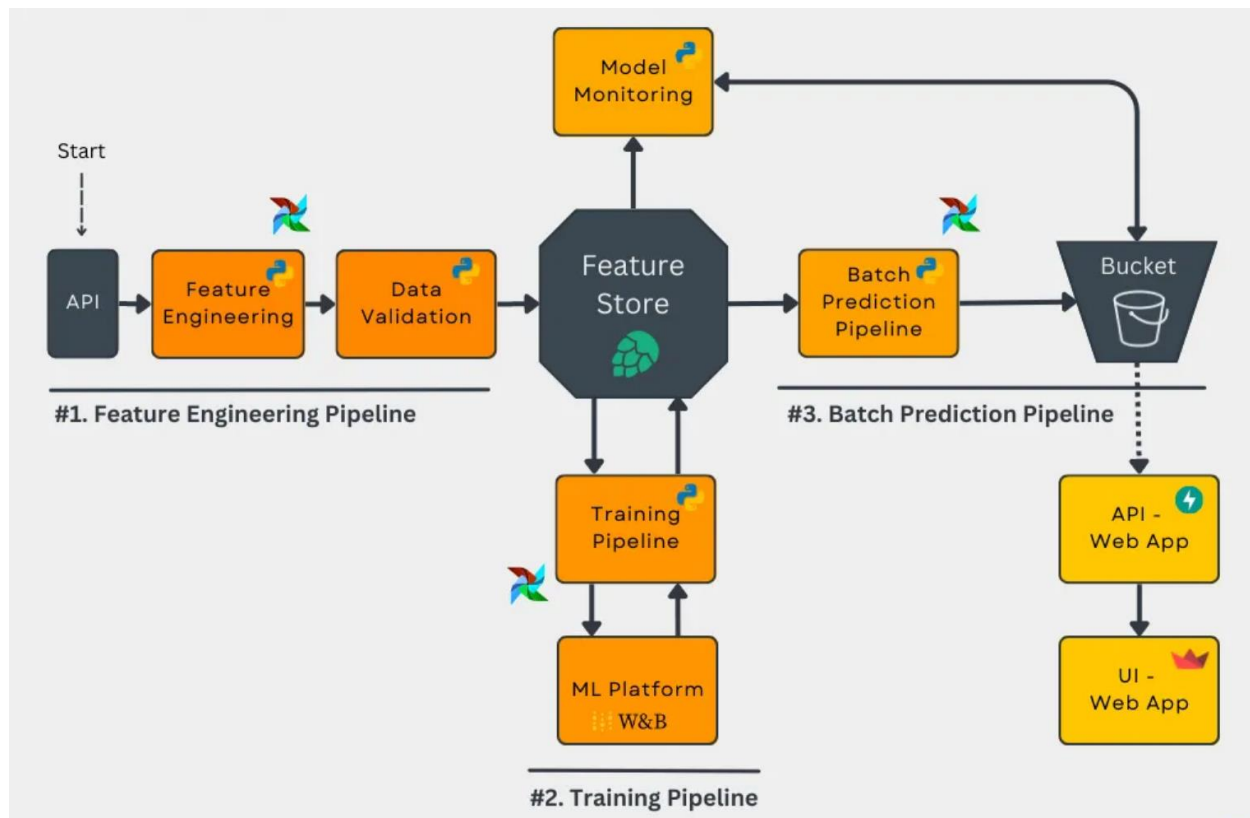 Model
Monitoring
Start
API
Feature
Engineering
Data
Validation
Feature
Store
Batch
Prediction
Pipeline
Bucket
#1. Feature Engineering Pipeline
#3. Batch Prediction Pipeline
Training
Pipeline
API -
Web App
ML Platform
W&B
UI -
Web App
#2. Training Pipeline